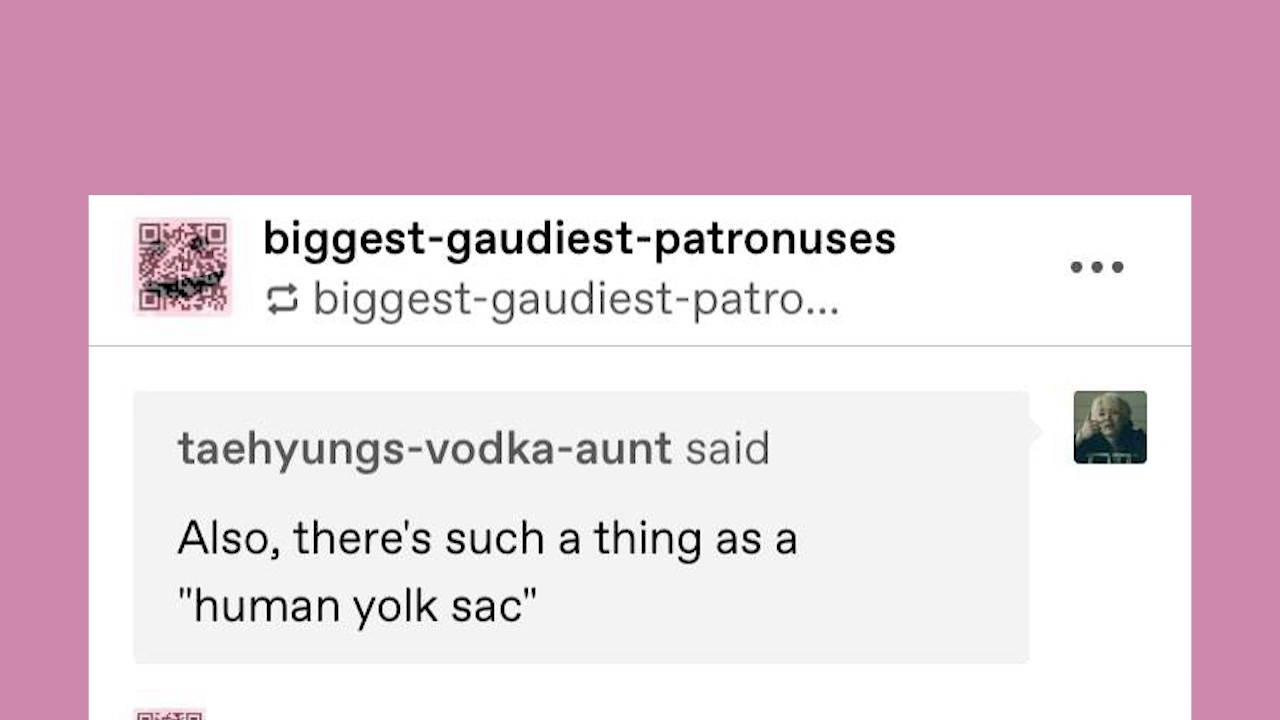 biggest-gaudiest-patronuses
biggest-gaudiest-patro...
taehyungs-vodka-aunt said
Also, there's such a thing as a
"human yolk sac"